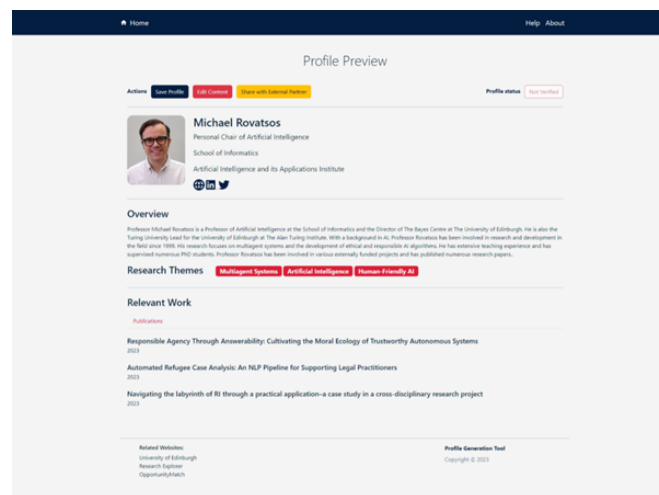 Home
Help About
Profile Preview
Actions Save Profile Edit Content Share with External Partner
Profile status Not Verified
Michael Rovatsos
Personal Chair of Artificial Intelligence
School of Informatics
Artificial Intelligence and its Applications Institute
Overview
Professor Michael Rovatsos is a Professor of Artificial Intelligence at the School of Informatics and the Director of The Bayes Centre at The University of Edinburgh. He is also the
Turing University Lead for the University of Edinburgh at The Alan Turing Institute. With a background in AI, Professor Rovatsos has been involved in research and development in
the field since 1999. His research focuses on multiagent systems and the development of ethical and responsible AI algorithms. He has extensive teaching experience and has
supervised numerous PhD students. Professor Rovatsos has been involved in various externally funded projects and has published numerous research papers.
Research Themes Multiagent Systems Artificial Intelligence Human-Friendly AI
Relevant Work
Publications
Responsible Agency Through Answerability: Cultivating the Moral Ecology of Trustworthy Autonomous Systems
2023
Automated Refugee Case Analysis: An NLP Pipeline for Supporting Legal Practitioners
2023
Navigating the labyrinth of RI through a practical application–a case study in a cross-disciplinary research project
2023
Related Websites:
University of Edinburgh
Research Explorer
OpportunityMatch
Profile Generation Tool
Copyright © 2023